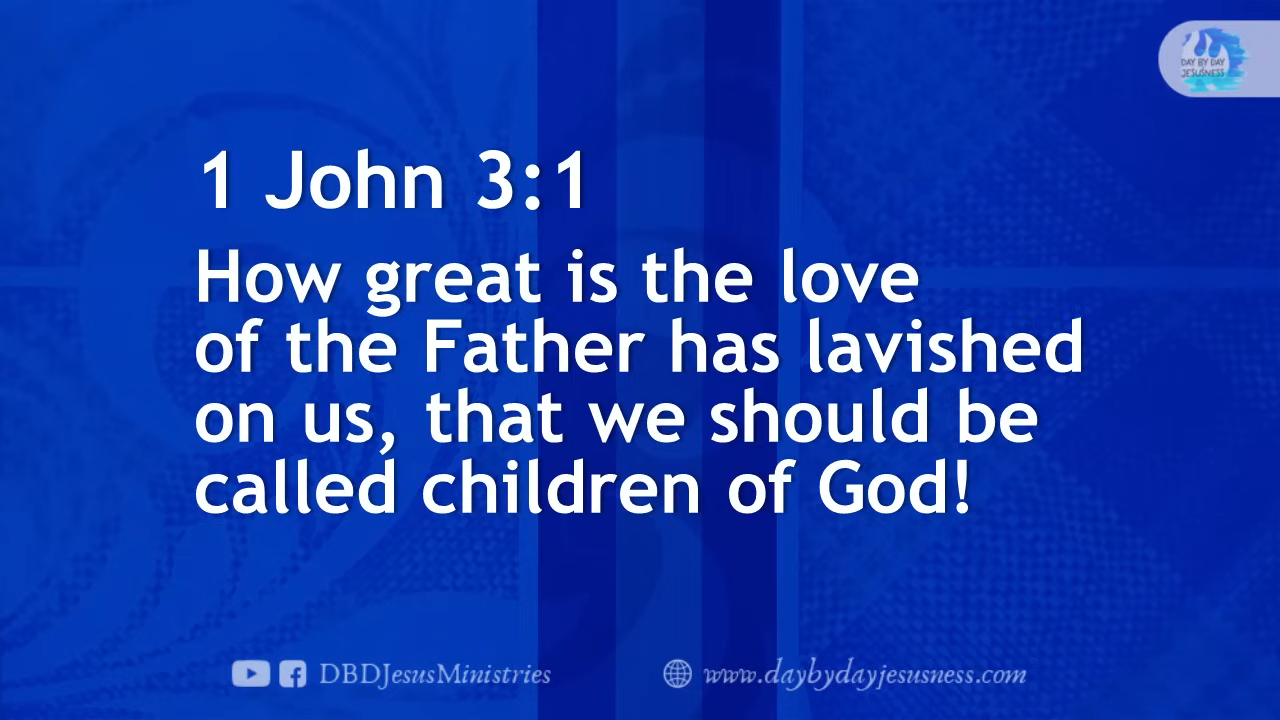 DAY BY DAY
JESUSNESS
1 John 3:1
How great is the love
of the Father has lavished
on us, that we should be
called children of God!
DBDJesusMinistries
www.daybydayjesusness.com